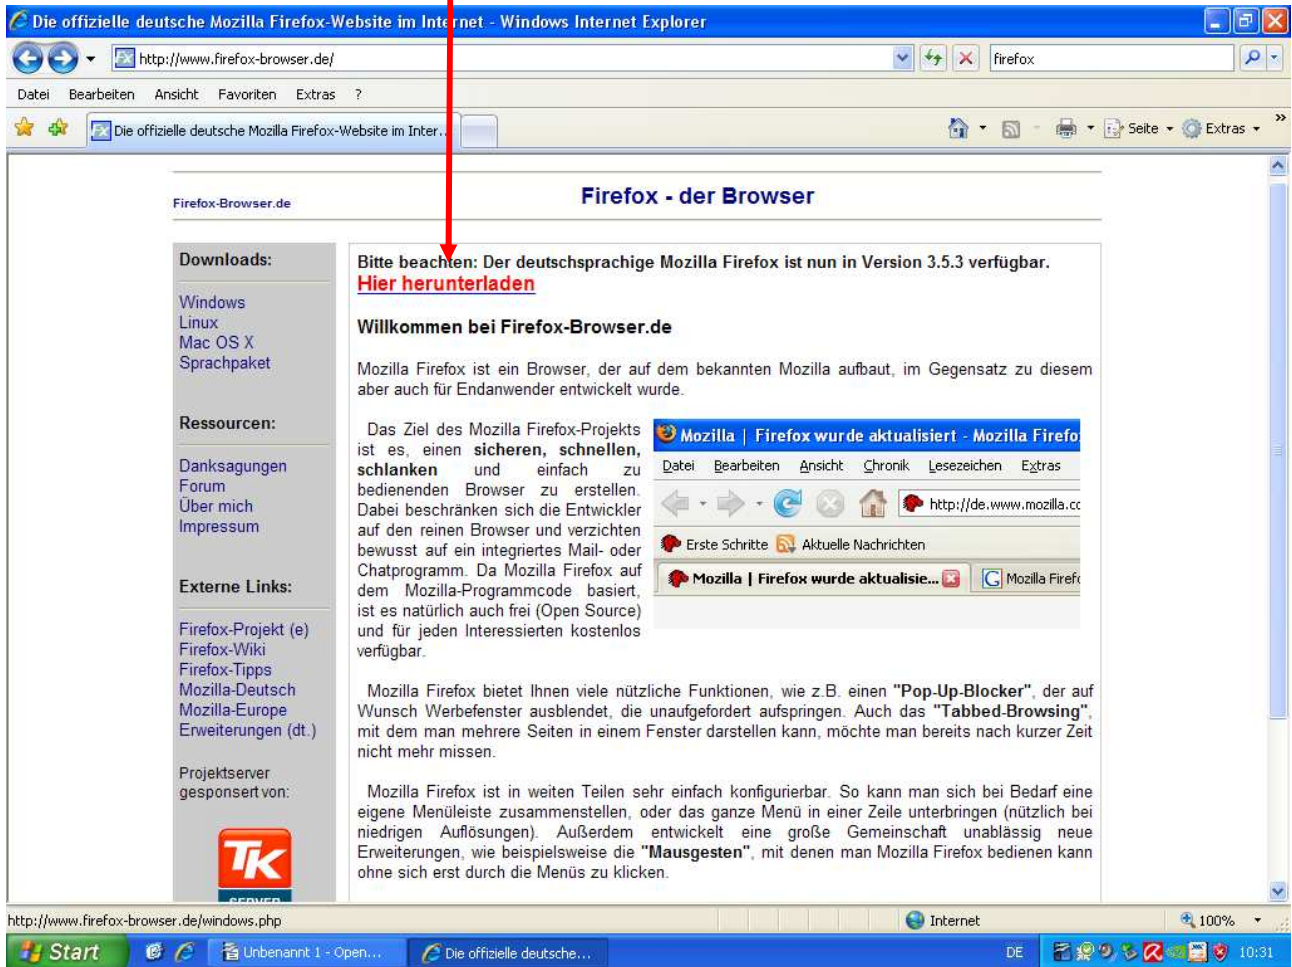 Die offizielle deutsche Mozilla Firefox-Website im Internet - Windows Internet Explorer
http://www.firefox-browser.de/
firefox
Datei Bearbeiten Ansicht Favoriten Extras ?
Die offizielle deutsche Mozilla Firefox-Website im Inter...
Seite Extras »
Firefox-Browser.de
Firefox - der Browser
Downloads:
Windows
Linux
Mac OS X
Sprachpaket
Ressourcen:
Danksagungen
Forum
Über mich
Impressum
Externe Links:
Firefox-Projekt (e)
Firefox-Wiki
Firefox-Tipps
Mozilla-Deutsch
Mozilla-Europe
Erweiterungen (dt.)
Projektserver
gesponsert von:
TK
SERVER
Bitte beachten: Der deutschsprachige Mozilla Firefox ist nun in Version 3.5.3 verfügbar.
Hier herunterladen
Willkommen bei Firefox-Browser.de
Mozilla Firefox ist ein Browser, der auf dem bekannten Mozilla aufbaut, im Gegensatz zu diesem
aber auch für Endanwender entwickelt wurde.
Das Ziel des Mozilla Firefox-Projekts
ist es, einen sicheren, schnellen,
schlanken und einfach zu
bedienenden Browser zu erstellen.
Dabei beschränken sich die Entwickler
auf den reinen Browser und verzichten
bewusst auf ein integriertes Mail- oder
Chatprogramm. Da Mozilla Firefox auf
dem Mozilla-Programmcode basiert,
ist es natürlich auch frei (Open Source)
und für jeden Interessierten kostenlos
verfügbar.
Mozilla | Firefox wurde aktualisiert - Mozilla Firefo
Datei Bearbeiten Ansicht Chronik Lesezeichen Extras
http://de.www.mozilla.co
Erste Schritte Aktuelle Nachrichten
Mozilla | Firefox wurde aktualisie... G Mozilla Firefo
Mozilla Firefox bietet Ihnen viele nützliche Funktionen, wie z.B. einen "Pop-Up-Blocker", der auf
Wunsch Werbefenster ausblendet, die unaufgefordert aufspringen. Auch das "Tabbed-Browsing",
mit dem man mehrere Seiten in einem Fenster darstellen kann, möchte man bereits nach kurzer Zeit
nicht mehr missen.
Mozilla Firefox ist in weiten Teilen sehr einfach konfigurierbar. So kann man sich bei Bedarf eine
eigene Menüleiste zusammenstellen, oder das ganze Menü in einer Zeile unterbringen (nützlich bei
niedrigen Auflösungen). Außerdem entwickelt eine große Gemeinschaft unablässig neue
Erweiterungen, wie beispielsweise die "Mausgesten", mit denen man Mozilla Firefox bedienen kann
ohne sich erst durch die Menüs zu klicken.
http://www.firefox-browser.de/windows.php
Internet
100%
Start
Unbenannt 1 - Open...
Die offizielle deutsche...
DE
10:31